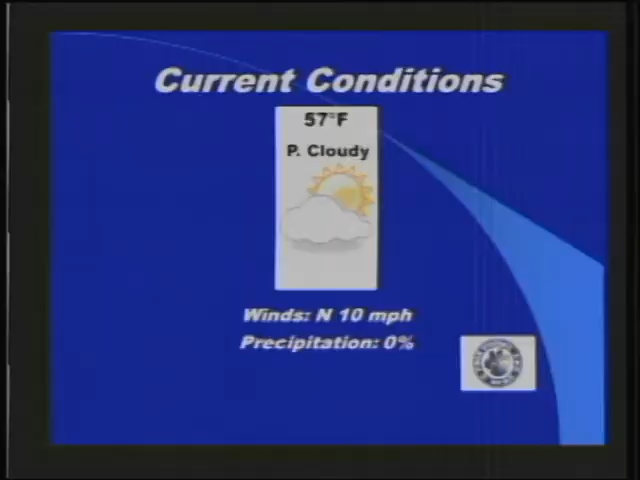 Current Conditions
57°F
P. Cloudy
Winds: N 10 mph
Precipitation: 0%